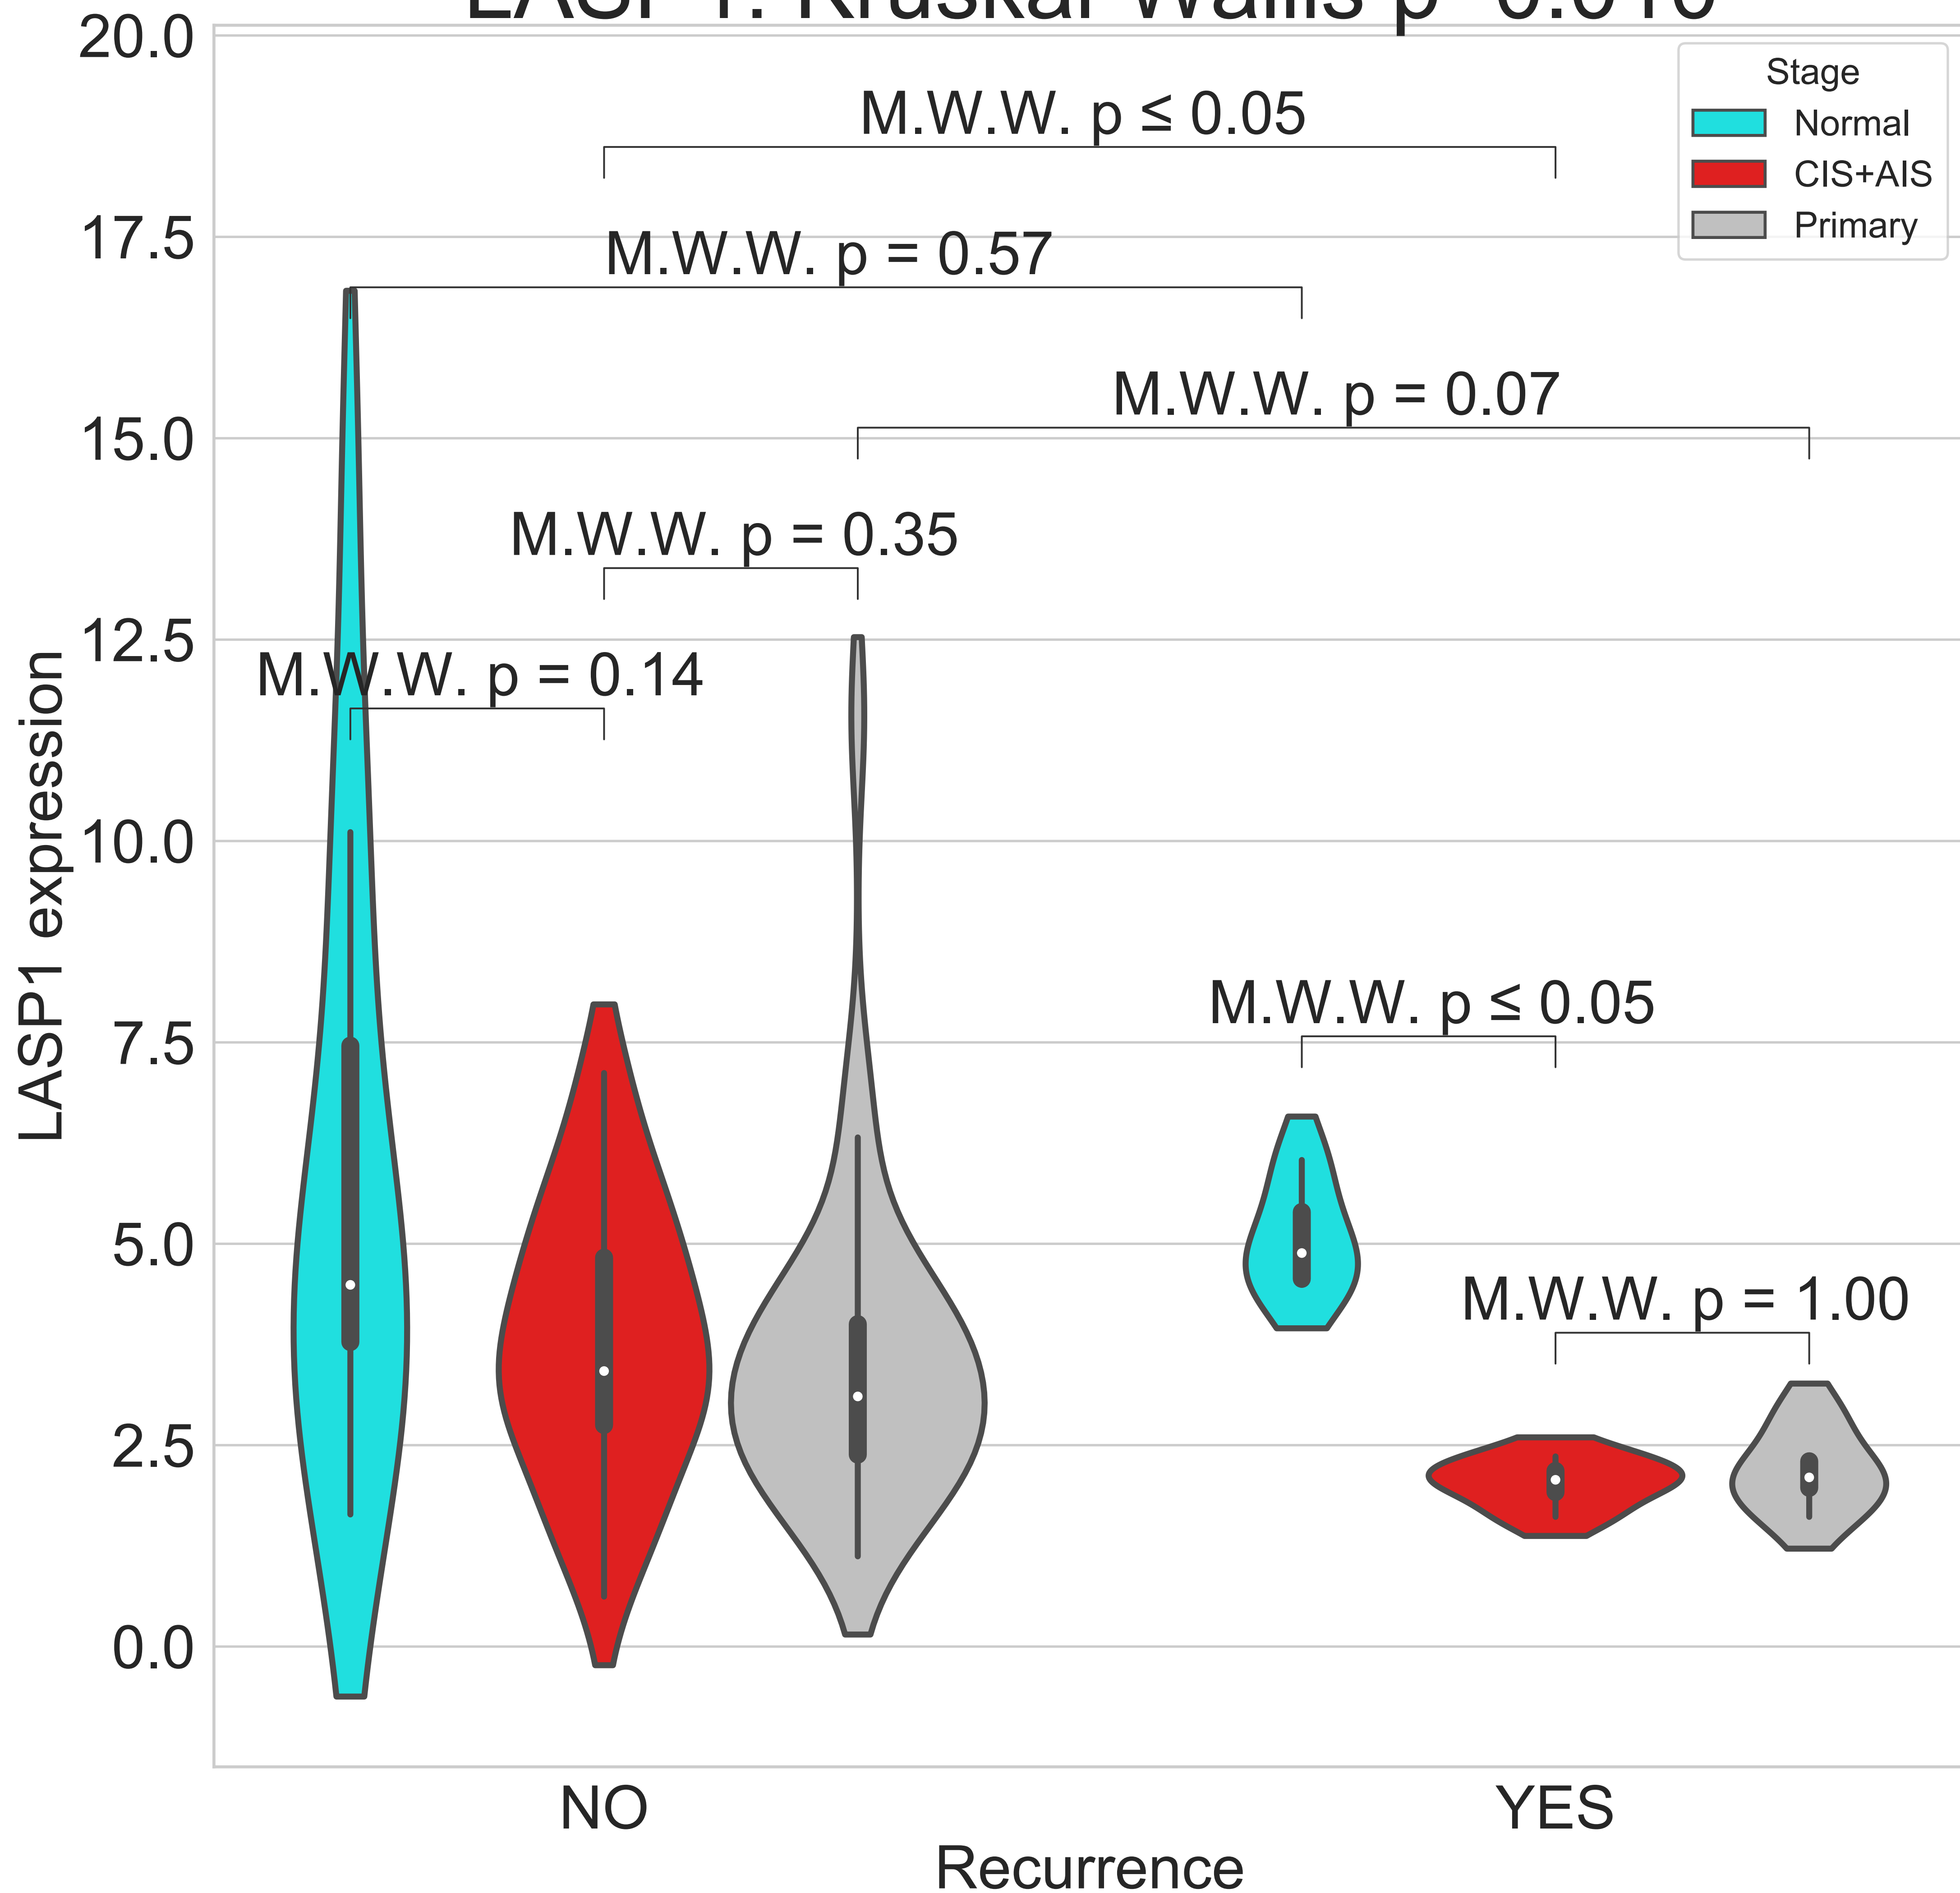 20.0
17.5
15.0
12.5
10.0
7.5
5.0
2.5
0.0
LASP1 expression
Stage
Normal
CIS+AIS
Primary
M.W.W. p ≤ 0.05
M.W.W. p = 0.57
M.W.W. p = 0.07
M.W.W. p = 0.35
M.W.W. p = 0.14
M.W.W. p ≤ 0.05
M.W.W. p = 1.00
NO
YES
Recurrence